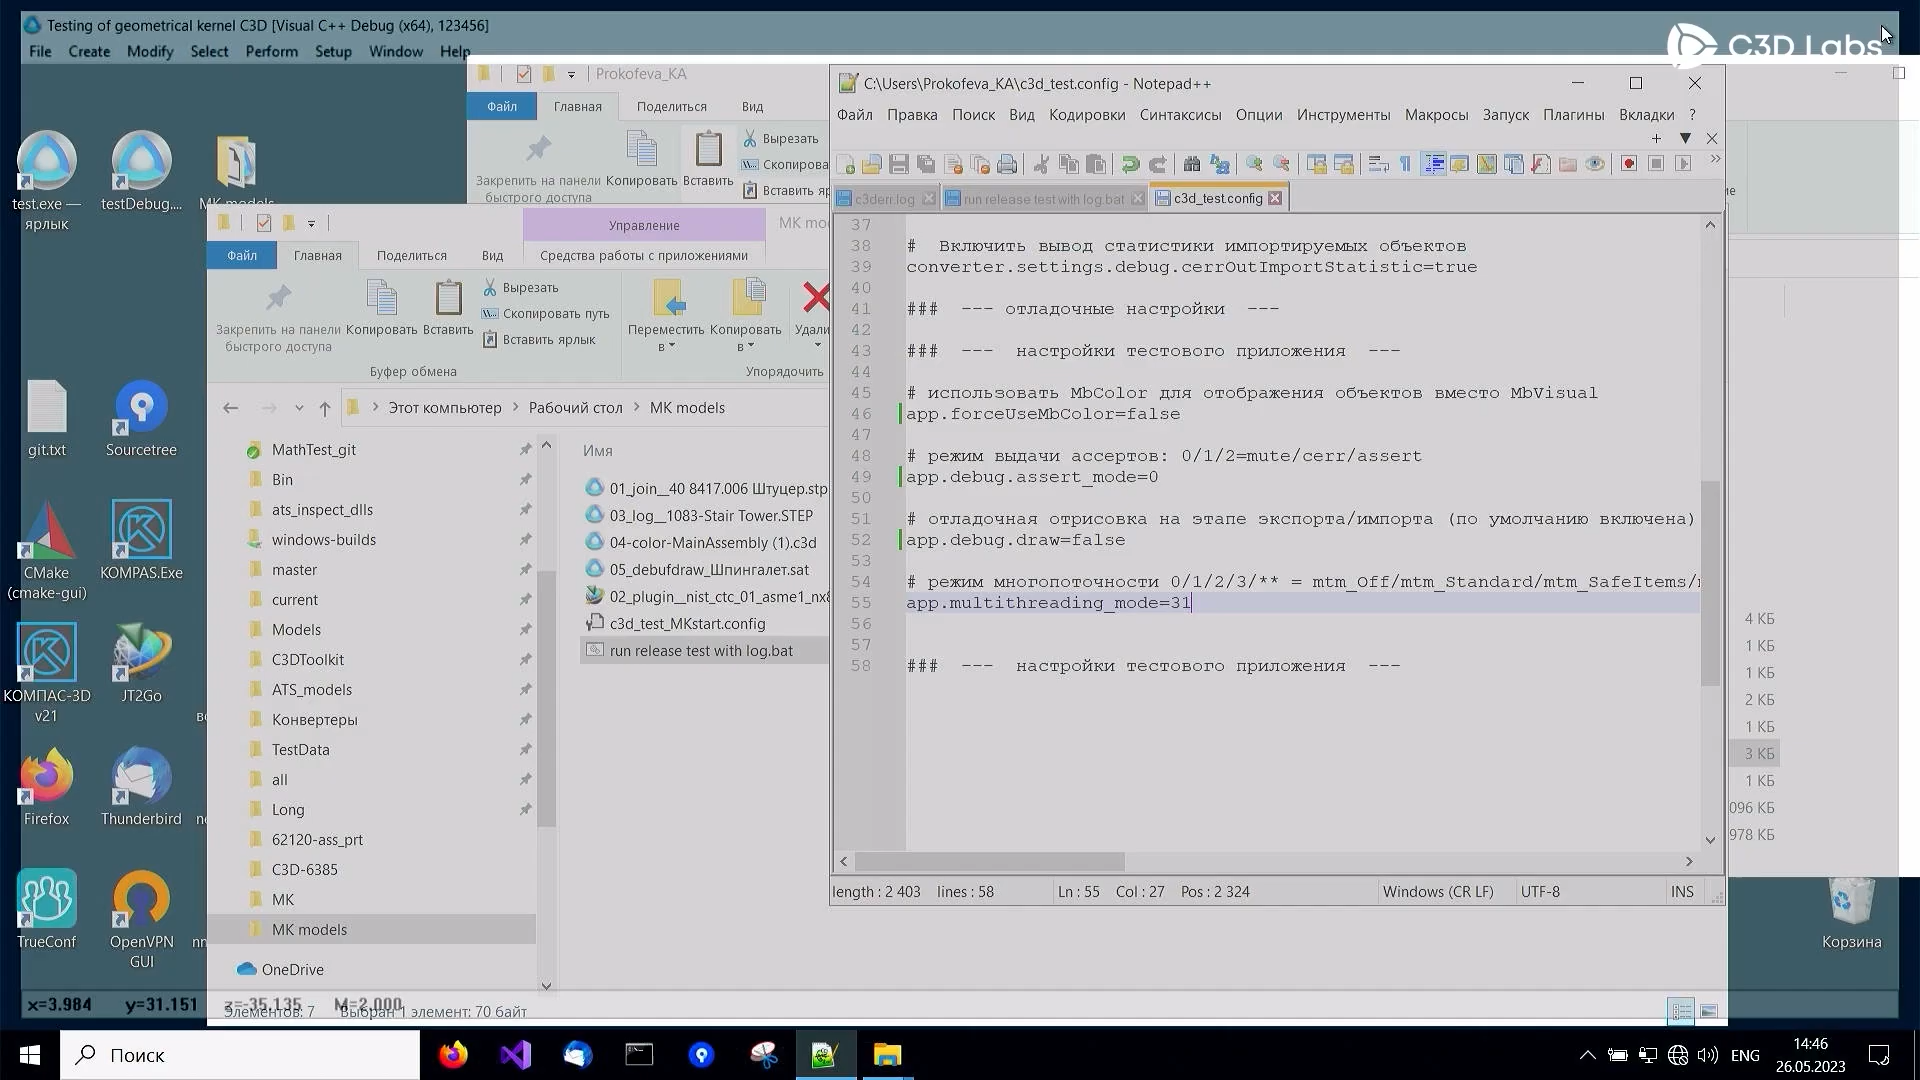 Testing of geometrical kernel C3D [Visual C++ Debug (x64), 123456]
File Create Modify Select Perform Setup Window Help
C3D Labs
Prokofeva_KA
Файл Главная Поделиться Вид
Вырезать
Закрепить на панели быстрого доступа
Копировать
Вставить
Вставить
test.exe —
ярлык
testDebug....
MK models
git.txt
Sourcetree
CMake
(cmake-gui)
KOMPAS.Exe
КОМПАС-3D
v21
JT2Go
Firefox
Thunderbird
TrueConf
OpenVPN
GUI
Корзина
Управление
Файл Главная Поделиться Вид Средства работы с приложениями
Закрепить на панели
быстрого доступа
Копировать
Вставить
Вырезать
Скопировать путь
Вставить ярлык
Буфер обмена
Переместить
в
Копировать
в
Упорядочить
Этот компьютер > Рабочий стол > MK models
MathTest_git
Bin
ats_inspect_dlls
windows-builds
master
current
Models
C3DToolkit
ATS_models
Конвертеры
TestData
all
Long
62120-ass_prt
C3D-6385
MK
MK models
OneDrive
Имя
01_join__40 8417.006 Штуцер.stp
03_log__1083-Stair Tower.STEP
04-color-MainAssembly (1).c3d
05_debufdraw_Шпингалет.sat
02_plugin__nist_ctc_01_asme1_nx8
c3d_test_MKstart.config
run release test with log.bat
Элементов: 7 Выбран 1 элемент: 70 байт
x=3.984 y=31.151 z=-35.135 M=2.000
C:\Users\Prokofeva_KA\c3d_test.config - Notepad++
Файл Правка Поиск Вид Кодировки Синтаксисы Опции Инструменты Макросы Запуск Плагины Вкладки ?
c3derr.log run release test with log.bat c3d_test.config
37
38 # Включить вывод статистики импортируемых объектов
39 converter.settings.debug.cerrOutImportStatistic=true
40
41 ### --- отладочные настройки ---
42
43 ### --- настройки тестового приложения ---
44
45 # использовать MbColor для отображения объектов вместо MbVisual
46 app.forceUseMbColor=false
47
48 # режим выдачи ассертов: 0/1/2=mute/cerr/assert
49 app.debug.assert_mode=0
50
51 # отладочная отрисовка на этапе экспорта/импорта (по умолчанию включена)
52 app.debug.draw=false
53
54 # режим многопоточности 0/1/2/3/** = mtm_Off/mtm_Standard/mtm_SafeItems/
55 app.multithreading_mode=31
56
57
58 ### --- настройки тестового приложения ---
length : 2 403 lines : 58 Ln : 55 Col : 27 Pos : 2 324 Windows (CR LF) UTF-8 INS
4 КБ
1 КБ
1 КБ
2 КБ
1 КБ
3 КБ
1 КБ
096 КБ
978 КБ
Поиск
ENG
14:46
26.05.2023